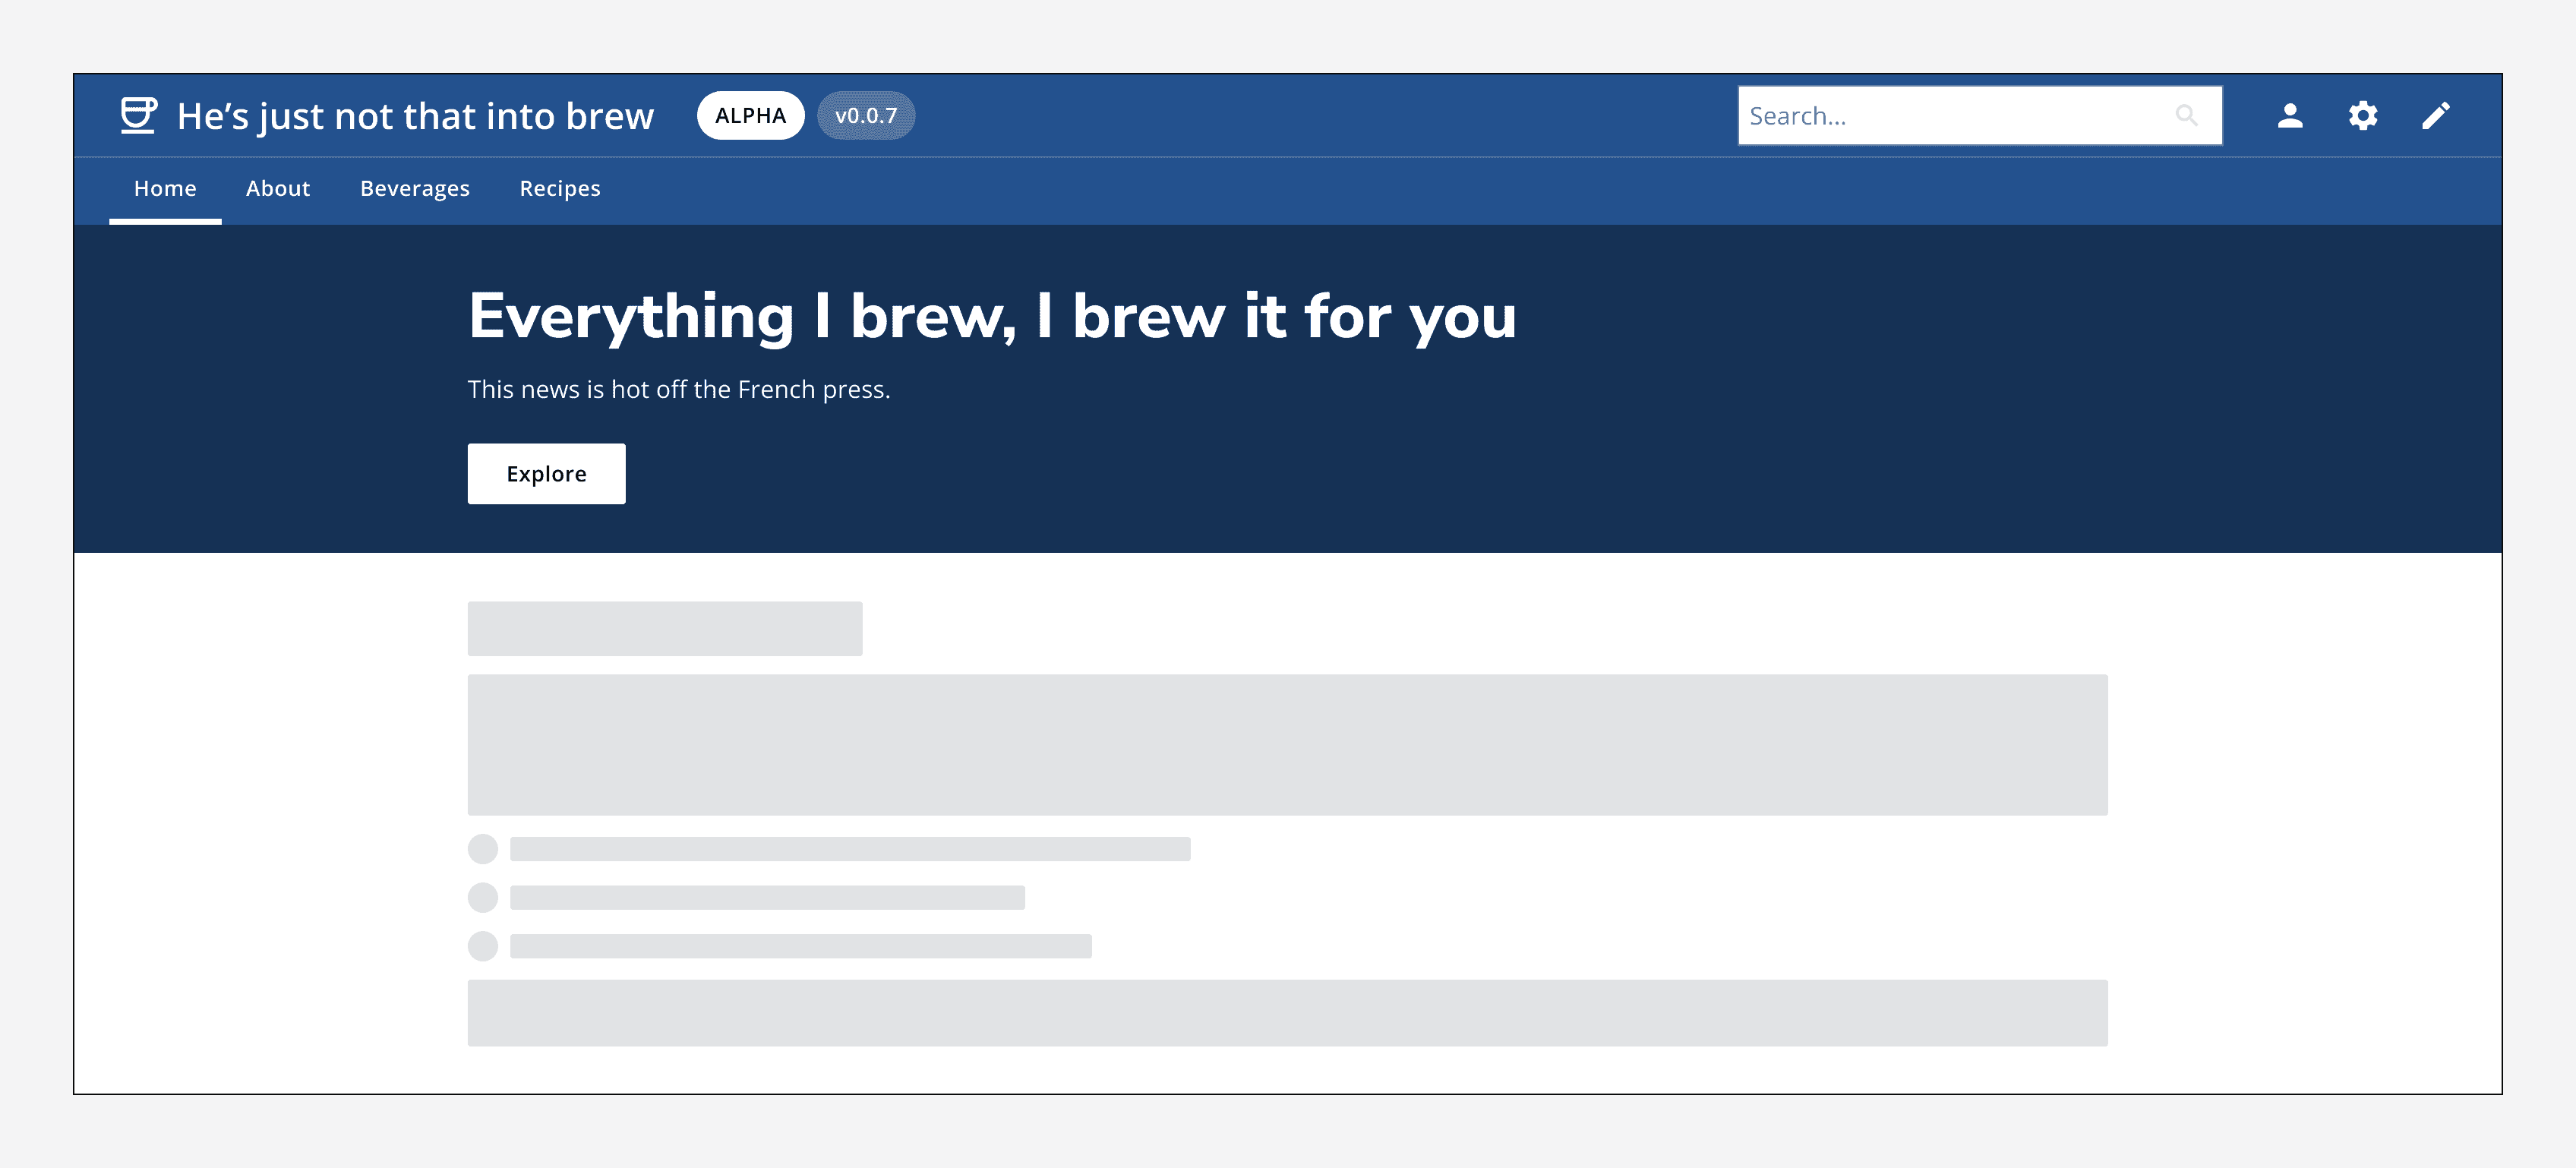 He’s just not that into brew ALPHA v0.0.7 Search...
Home About Beverages Recipes
Everything I brew, I brew it for you
This news is hot off the French press.
Explore